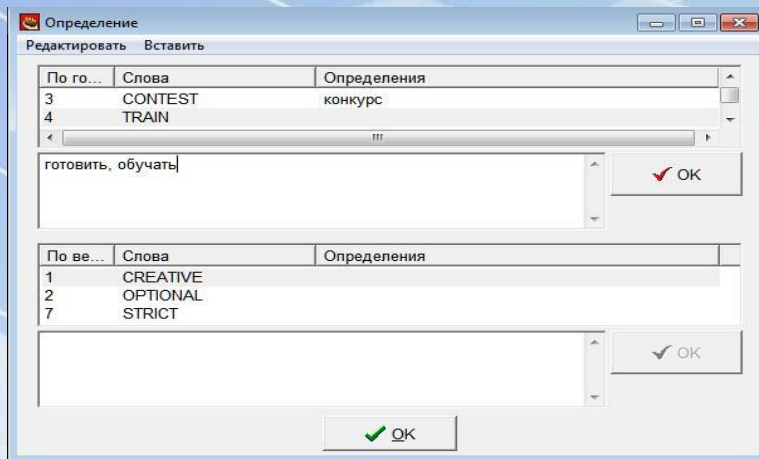 Определение
Редактировать Вставить
По го... Слова Определения
3 CONTEST конкурс
4 TRAIN
готовить, обучать
OK
По ве... Слова Определения
1 CREATIVE
2 OPTIONAL
7 STRICT
OK
OK